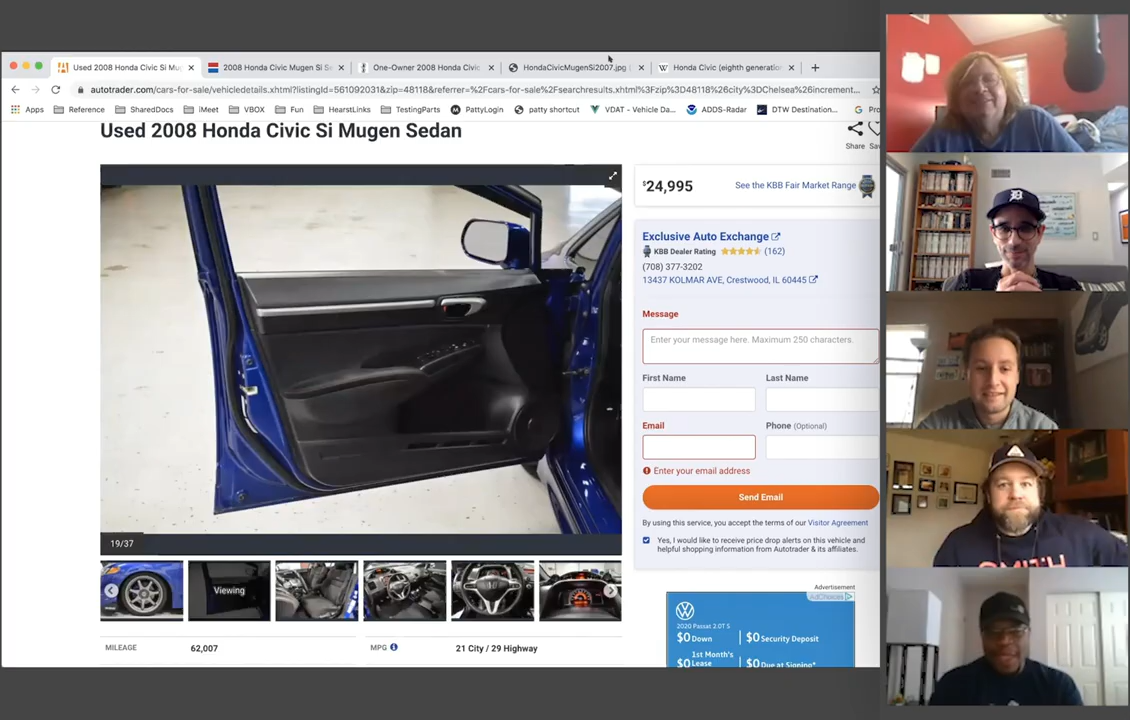 Used 2008 Honda Civic Si Mu
2008 Honda Civic Mugen Si Se
One-Owner 2008 Honda Civic
HondaCivicMugenSi2007.jpg (
Honda Civic (eighth generatio
autotrader.com/cars-for-sale/vehicledetails.xhtml?listingId=561092031&zip=48118&referrer=%2Fcars-for-sale%2Fsearchresults.xhtml%3Fzip%3D48118%26city%3DChelsea%26increment...
Apps
Reference
SharedDocs
iMeet
VBOX
Fun
HearstLinks
TestingParts
PattyLogin
patty shortcut
VDAT - Vehicle Da...
ADDS-Radar
DTW Destination...
Pro
Used 2008 Honda Civic Si Mugen Sedan
Share
Sav
$24,995
See the KBB Fair Market Range
Exclusive Auto Exchange
KBB Dealer Rating
(162)
(708) 377-3202
13437 KOLMAR AVE, Crestwood, IL 60445
Message
Enter your message here. Maximum 250 characters.
First Name
Last Name
Email
Phone (Optional)
Enter your email address
Send Email
By using this service, you accept the terms of our Visitor Agreement
Yes, I would like to receive price drop alerts on this vehicle and
helpful shopping information from Autotrader & its affiliates.
19/37
Viewing
Advertisement
AdChoices
2020 Passat 2.0T S
$0 Down
$0 Security Deposit
1st Month's
$0 Lease
$0 Due at Signing*
MILEAGE
62,007
MPG
21 City / 29 Highway